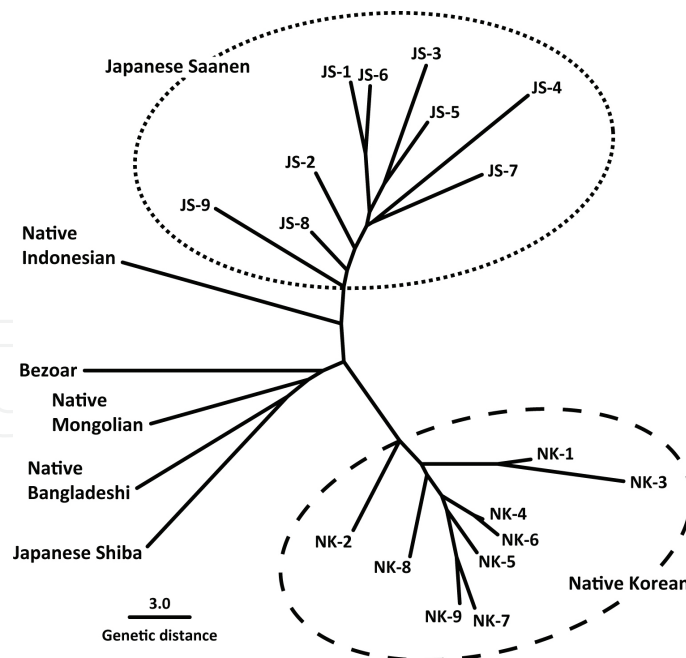 Japanese Saanen
JS-1
JS-6
JS-3
JS-4
JS-5
JS-2
JS-7
JS-9
JS-8
Native
Indonesian
Bezoar
Native
Mongolian
Native
Bangladeshi
Japanese Shiba
NK-1
NK-3
NK-4
NK-6
NK-2
NK-5
NK-8
Native Korean
NK-9
NK-7
3.0
Genetic distance